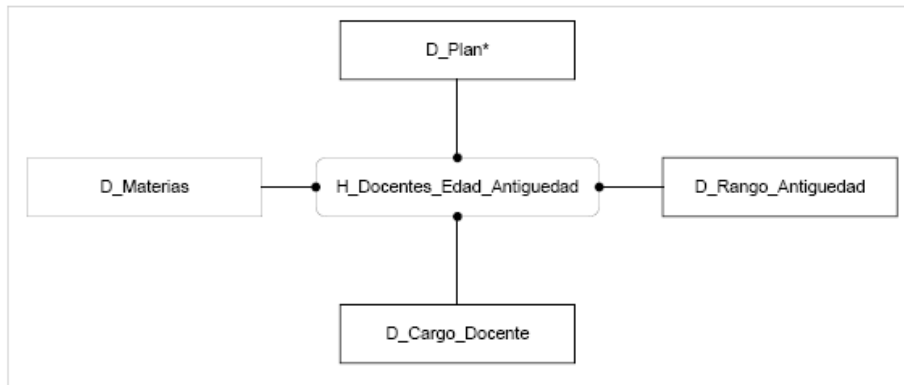 D_Plan*
D_Materias
H_Docentes_Edad_Antiguedad
D_Rango_Antiguedad
D_Cargo_Docente